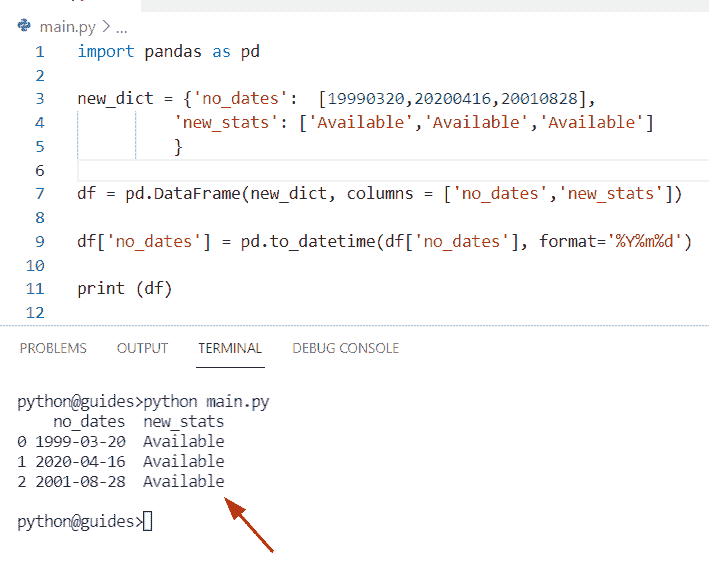 main.py > ...
1 import pandas as pd
2
3 new_dict = {'no_dates':  [19990320,20200416,20010828],
4          'new_stats': ['Available','Available','Available']
5          }
6
7 df = pd.DataFrame(new_dict, columns = ['no_dates','new_stats'])
8
9 df['no_dates'] = pd.to_datetime(df['no_dates'], format='%Y%m%d')
10
11 print (df)
12
PROBLEMS OUTPUT TERMINAL DEBUG CONSOLE
python@guides>python main.py
    no_dates  new_stats
0 1999-03-20  Available
1 2020-04-16  Available
2 2001-08-28  Available
python@guides>